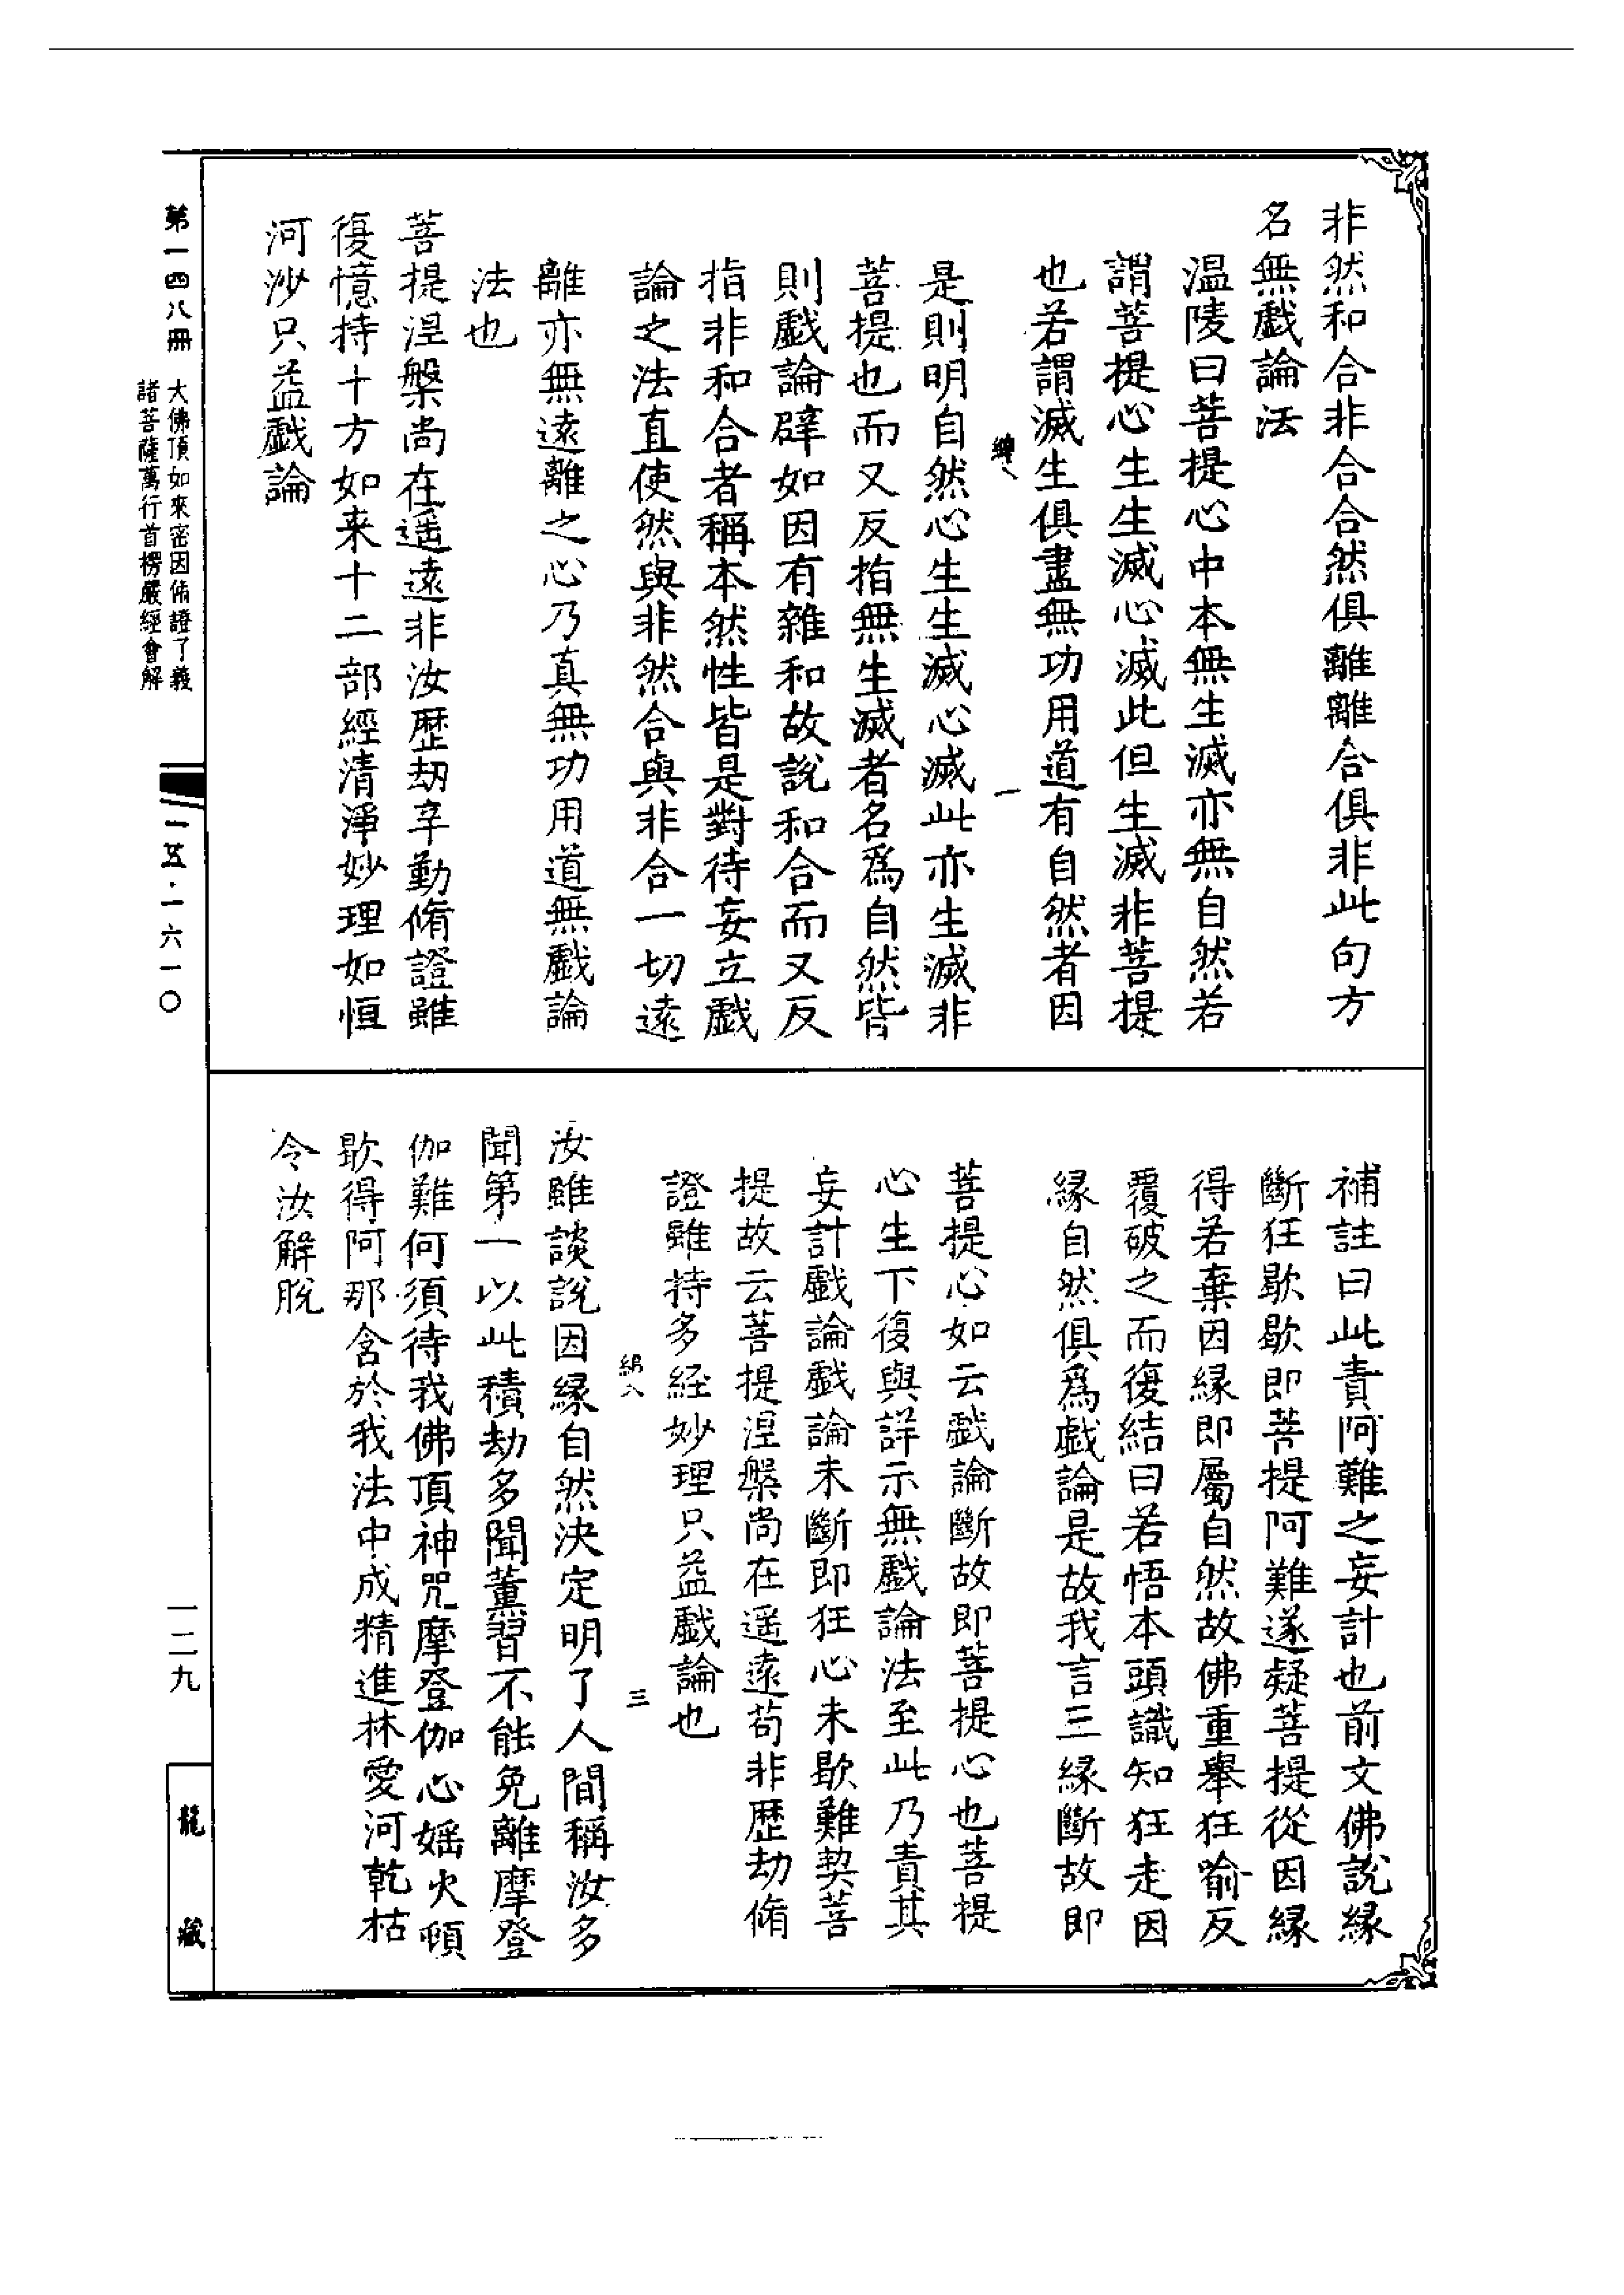 非然和合非合合然俱離離合俱非此句方
名無戲論法
温陵曰菩提心中本無生滅亦無自然若
謂菩提心生生滅心滅此但生滅非菩提
也若謂滅生俱盡無功用道有自然者因
一
是則明自然心生生滅心滅此亦生滅非
菩提也而又反指無生滅者名爲自然皆
則戲論辟如因有雜和故說和合而又反
指非和合者稱本然性皆是對待妄立戲
論之法直使然與非然合與非合一切遠
離亦無遠離之心乃真無功用道無戲論
法也
菩提涅槃尚在遥遠非汝歴劫辛勤脩證雖
復憶持十方如来十二部經清淨妙理如恒
河沙只益戲論
補註曰此責阿難之妄計也前文佛說緣
斷狂歇歇即菩提阿難遂疑菩提從因緣
得若棄因緣即屬自然故佛重舉狂喻反
覆破之而復結曰若悟本頭識知狂走因
緣自然俱爲戲論是故我言三緣斷故即
菩提心如云戲論斷故即菩提心也菩提
心生下復與詳示無戲論法至此乃責其
妄計戲論戲論未斷即狂心未歇難契菩
提故云菩提涅槃尚在遥遠苟非歴劫脩
證雖持多経妙理只益戲論也
三
汝雖談說因緣自然決定明了人間稱汝多
聞第一以此積劫多聞薰習不能免離摩登
伽難何須待我佛頂神咒摩登伽心婬火頓
歇得阿那含於我法中成精進林愛河乾枯
令汝解脫
第一四八冊
大佛頂如來密因脩證了義
諸菩薩萬行首楞嚴經會解
一五·一六一〇
一二九
龍藏